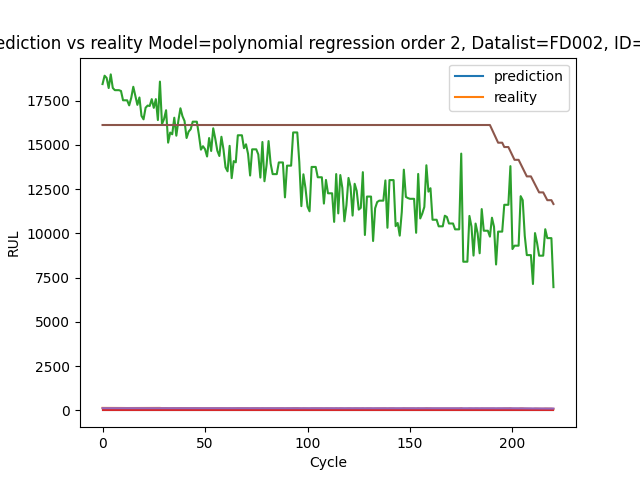 ediction vs reality Model=polynomial regression order 2, Datalist=FD002, ID=
prediction
reality
RUL
17500
15000
12500
10000
7500
5000
2500
0
0 50 100 150 200
Cycle